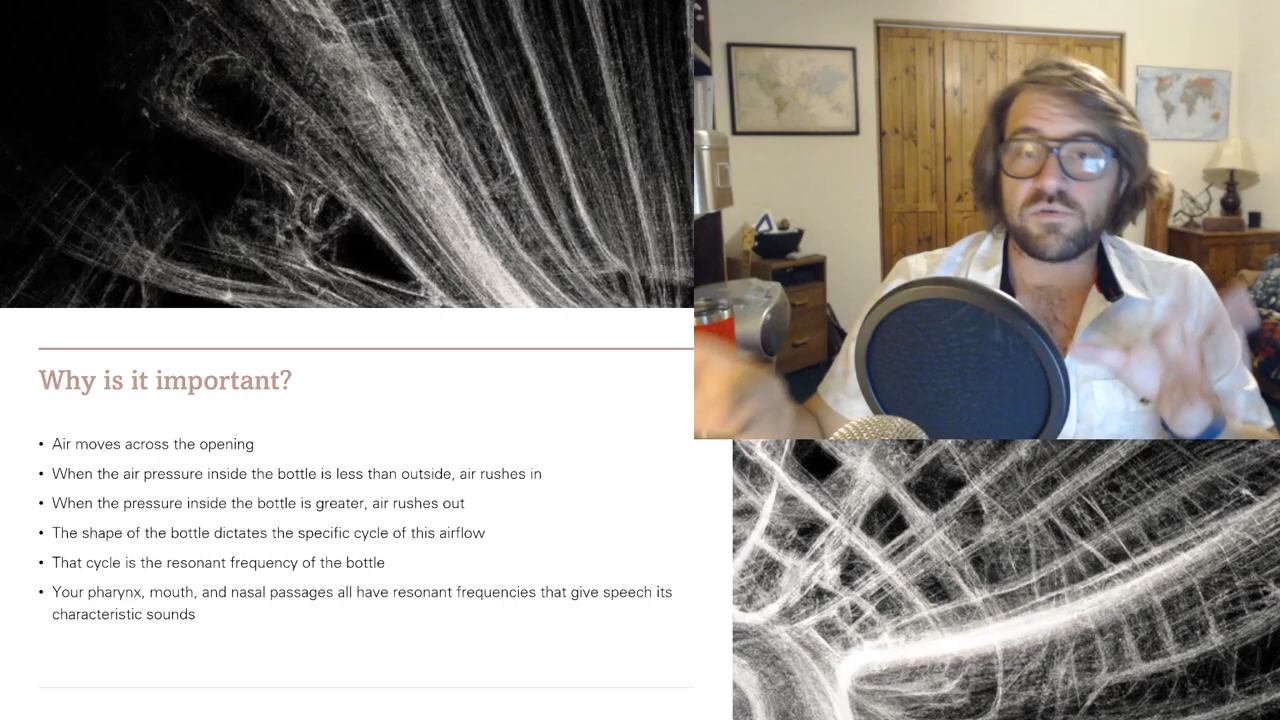 Why is it important?
• Air moves across the opening
• When the air pressure inside the bottle is less than outside, air rushes in
• When the pressure inside the bottle is greater, air rushes out
• The shape of the bottle dictates the specific cycle of this airflow
• That cycle is the resonant frequency of the bottle
• Your pharynx, mouth, and nasal passages all have resonant frequencies that give speech its
characteristic sounds